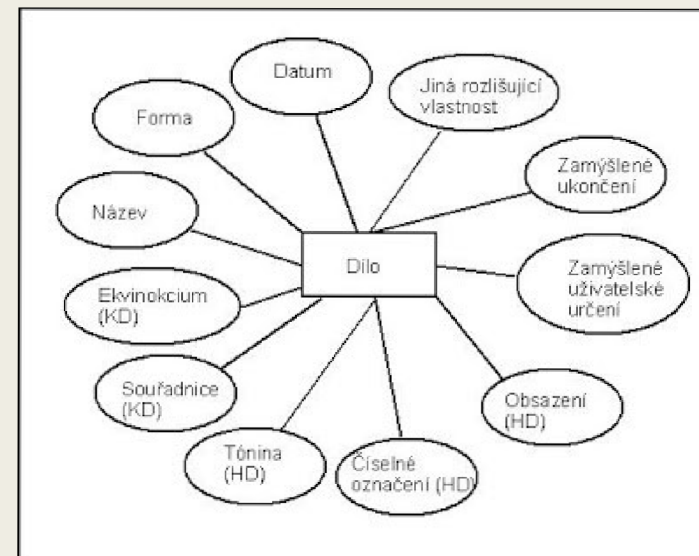 Datum
Jiná rozlišující
vlastnost
Forma
Zamýšlené
ukončení
Název
Dílo
Zamýšlené
uživatelské
určení
Ekvinokcium
(KD)
Souřadnice
(KD)
Obsazení
(HD)
Tónina
(HD)
Číselné
označení (HD)